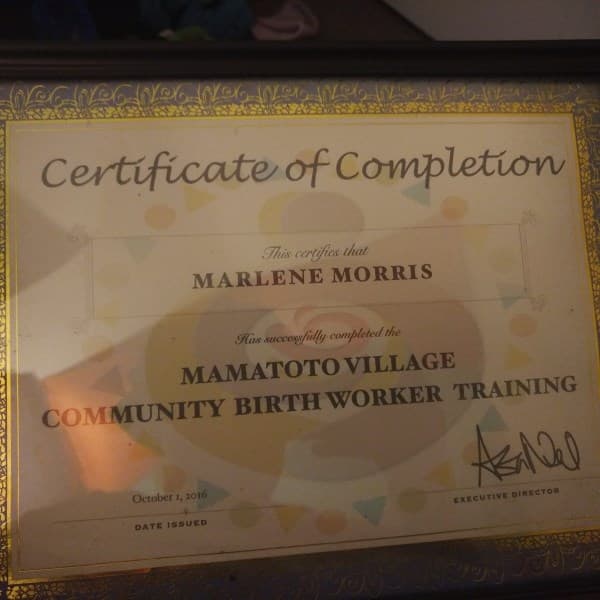 Certificate of Completion
This certifies that
MARLENE MORRIS
Has successfully completed the
MAMATOTO VILLAGE
COMMUNITY BIRTH WORKER TRAINING
October 1, 2016
DATE ISSUED
EXECUTIVE DIRECTOR